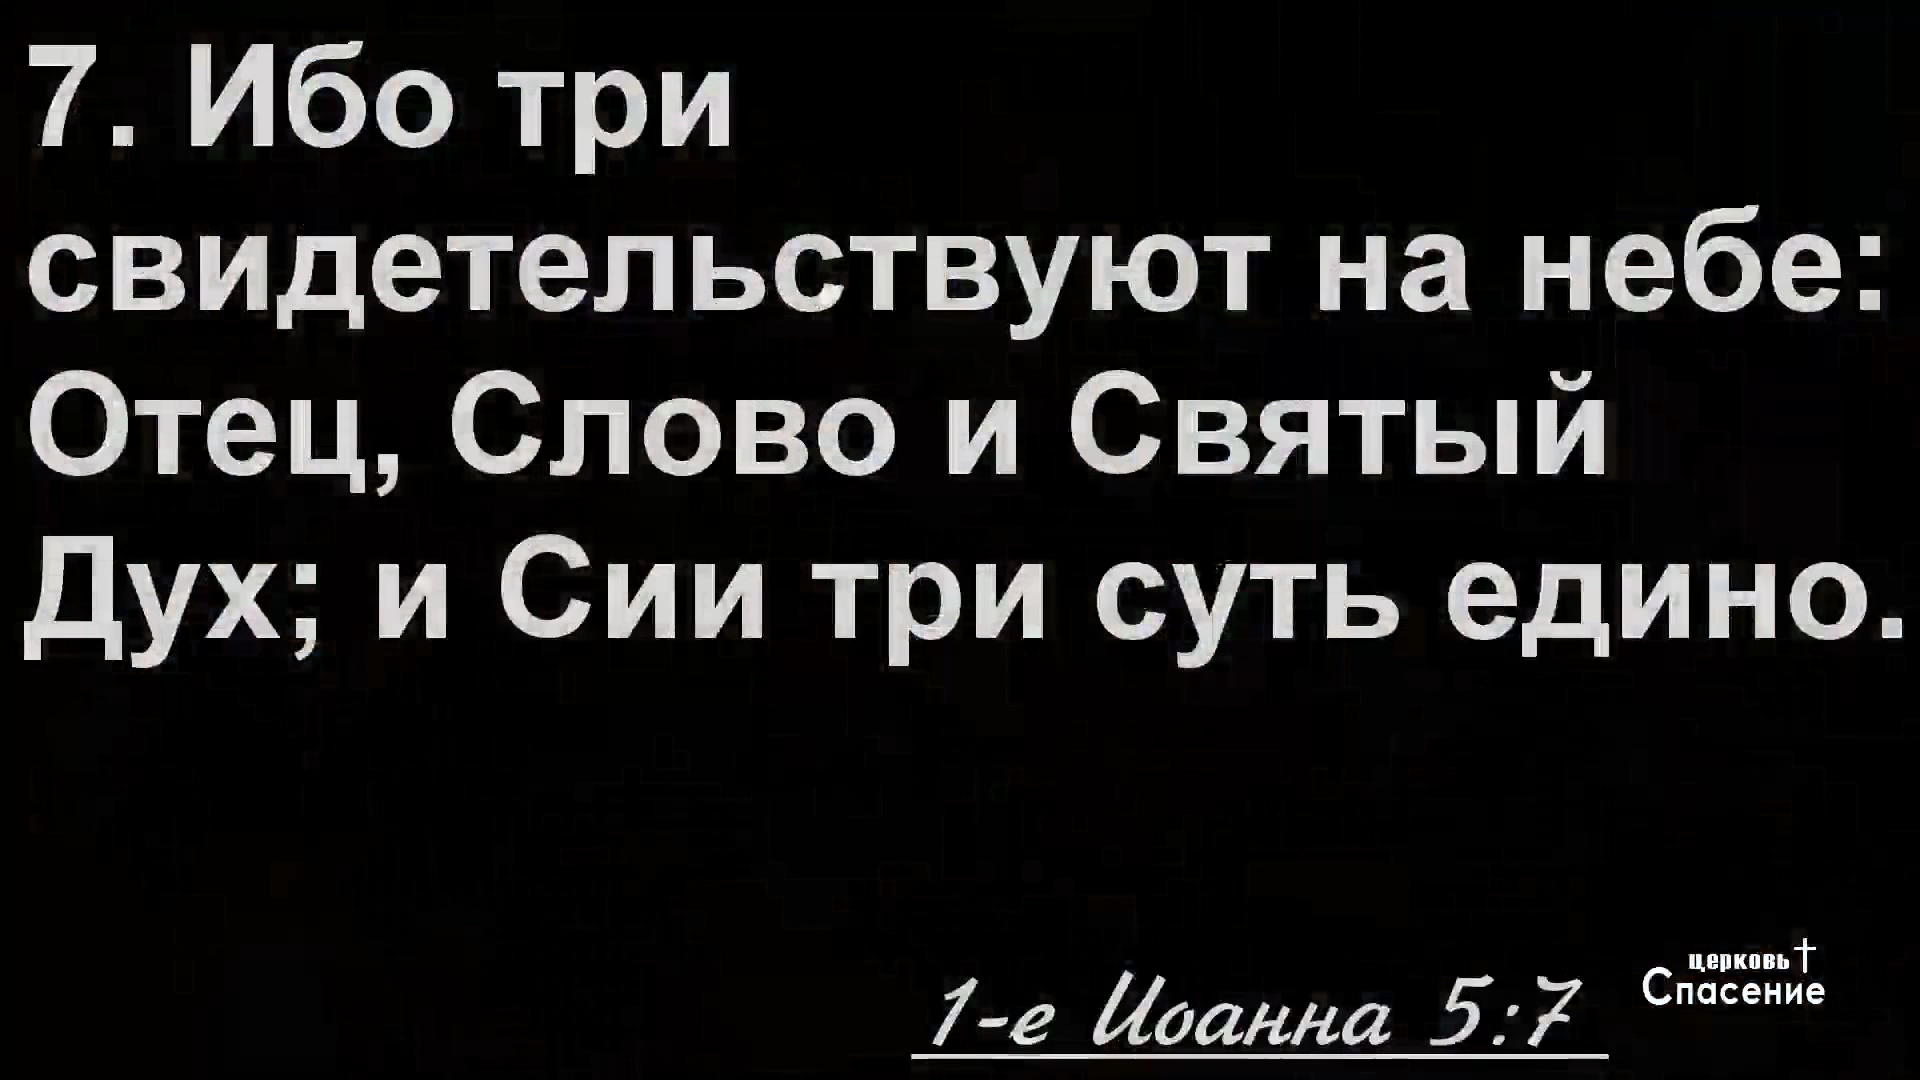 7. Ибо три
свидетельствуют на небе:
Отец, Слово и Святый
Дух; и Сии три суть едино.
1-е Иоанна 5:7
церковь
Спасение